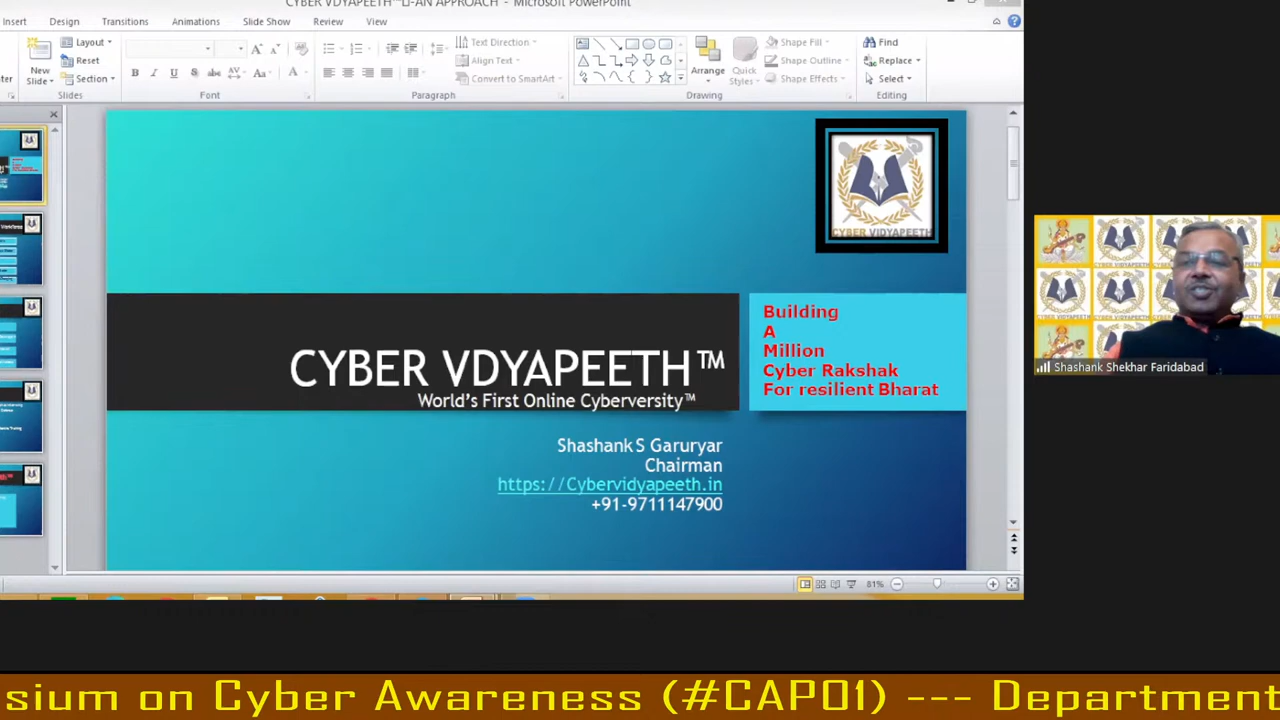 CYBER VDYAPEETH™ -AN APPROACH - Microsoft PowerPoint
Insert Design Transitions Animations Slide Show Review View
New Slide
Layout
Reset
Section
Slides
Font
Text Direction
Align Text
Convert to SmartArt
Paragraph
Arrange
Quick Styles
Shape Fill
Shape Outline
Shape Effects
Drawing
Find
Replace
Select
Editing
CYBER VIDYAPEETH
CYBER VDYAPEETH™
World's First Online Cyberversity™
Building
A
Million
Cyber Rakshak
For resilient Bharat
Shashank S Garuryar
Chairman
https://Cybervidyapeeth.in
+91-9711147900
81%
Shashank Shekhar Faridabad
sium on Cyber Awareness (#CAP01) --- Department